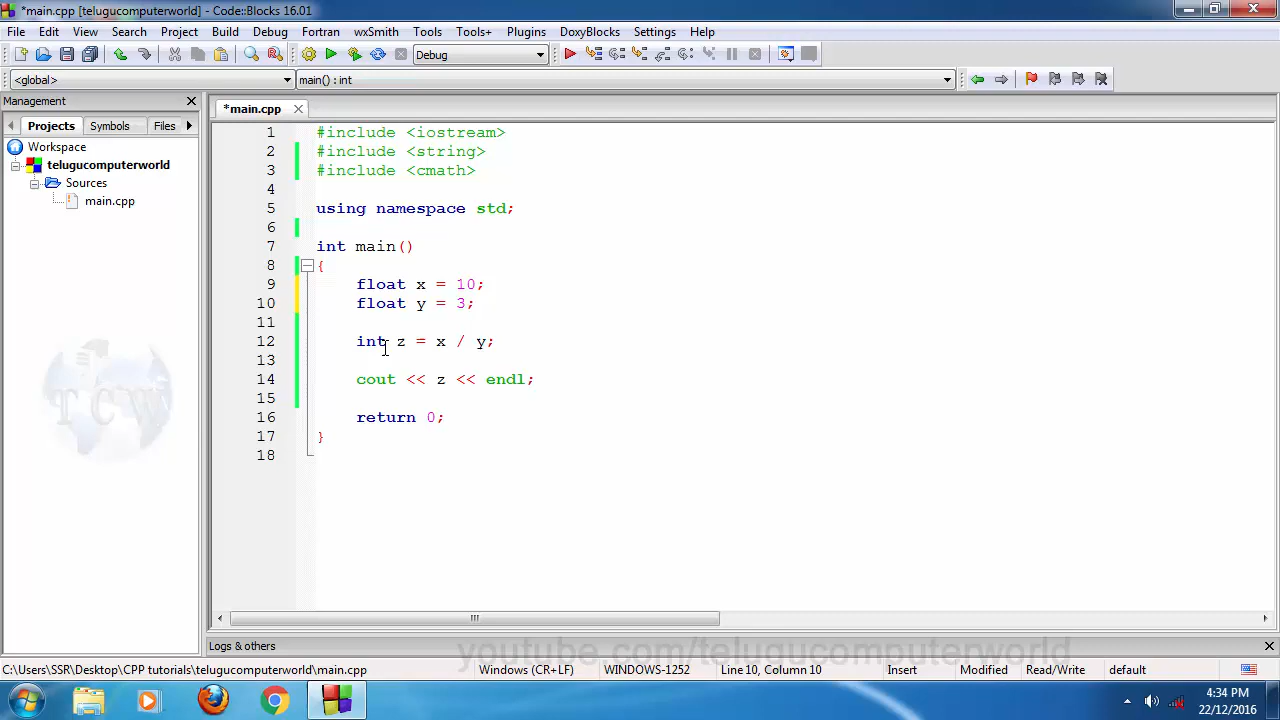 *main.cpp [telugucomputerworld] - Code::Blocks 16.01
File Edit View Search Project Build Debug Fortran wxSmith Tools Tools+ Plugins DoxyBlocks Settings Help
Debug
<global> main() : int
Management
*main.cpp
Projects Symbols Files
Workspace
telugucomputerworld
Sources
main.cpp
1 #include <iostream>
2 #include <string>
3 #include <cmath>
4
5 using namespace std;
6
7 int main()
8 {
9 float x = 10;
10 float y = 3;
11
12 int z = x / y;
13
14 cout << z << endl;
15
16 return 0;
17 }
18
TCW
Logs & others
youtube.com/telugucomputerworld
C:\Users\SSR\Desktop\CPP tutorials\telugucomputerworld\main.cpp Windows (CR+LF) WINDOWS-1252 Line 10, Column 10 Insert Modified Read/Write default
4:34 PM
22/12/2016